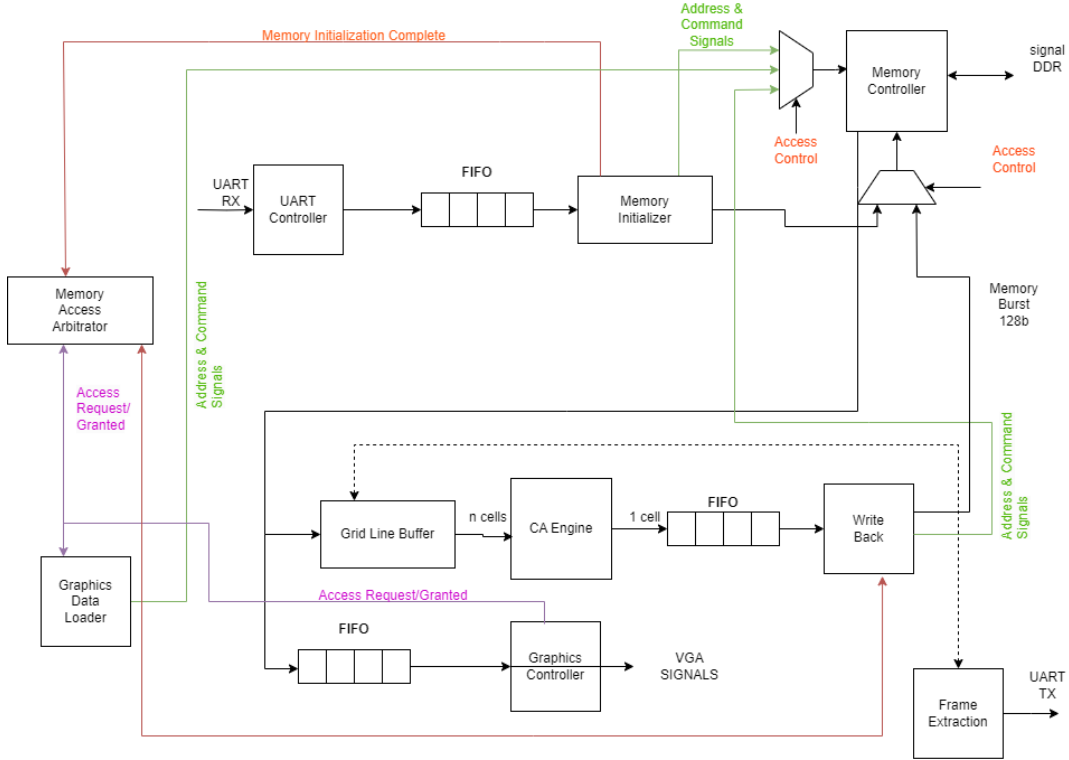 Address &
Command
Signals
Memory Initialization Complete
signal
DDR
Memory
Controller
Access
Control
Access
Control
FIFO
UART
RX
UART
Controller
Memory
Initializer
Memory
Access
Arbitrator
Memory
Burst
128b
Address & Command
Signals
Access
Request/
Granted
Address & Command
Signals
FIFO
n cells
1 cell
Grid Line Buffer
CA Engine
Write
Back
Graphics
Data
Loader
Access Request/Granted
FIFO
Graphics
Controller
VGA
SIGNALS
UART
TX
Frame
Extraction